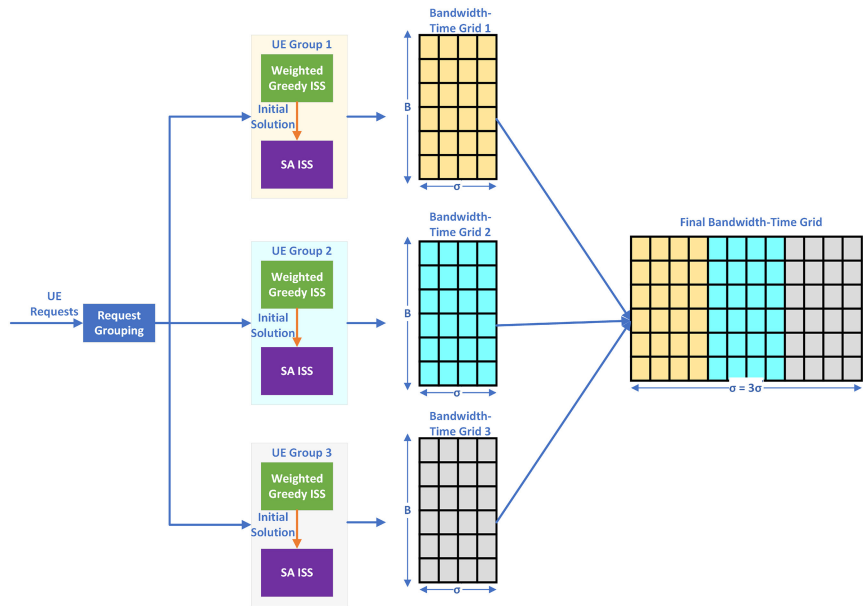 UE
Requests
Request
Grouping
UE Group 1
Weighted
Greedy ISS
Initial
Solution
SA ISS
Bandwidth-
Time Grid 1
B
σ
UE Group 2
Weighted
Greedy ISS
Initial
Solution
SA ISS
Bandwidth-
Time Grid 2
B
σ
UE Group 3
Weighted
Greedy ISS
Initial
Solution
SA ISS
Bandwidth-
Time Grid 3
B
σ
Final Bandwidth-Time Grid
σ = 3σ